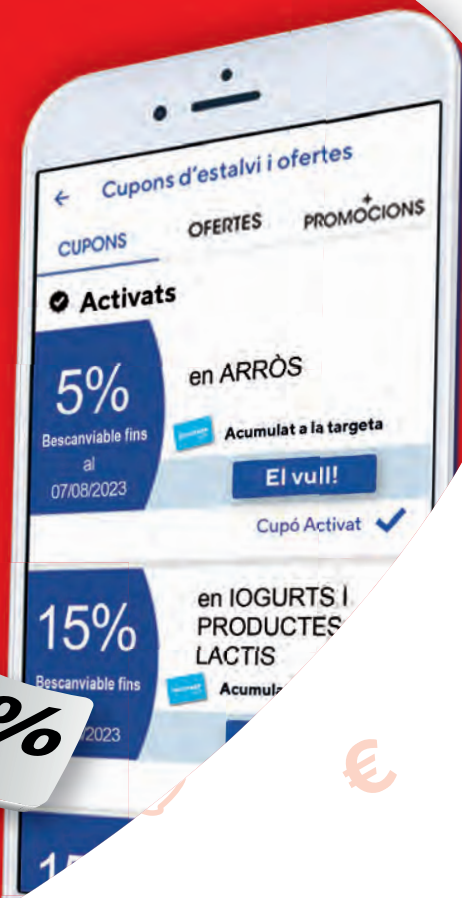 ← Cupons d'estalvi i ofertes
CUPONS OFERTES PROMOCIONS
Activats
5%
Bescanviable fins
al
07/08/2023
en ARRÒS
Acumulat a la targeta
El vull!
Cupó Activat
15%
Bescanviable fins
2023
en IOGURTS I
PRODUCTES
LACTIS
%
€